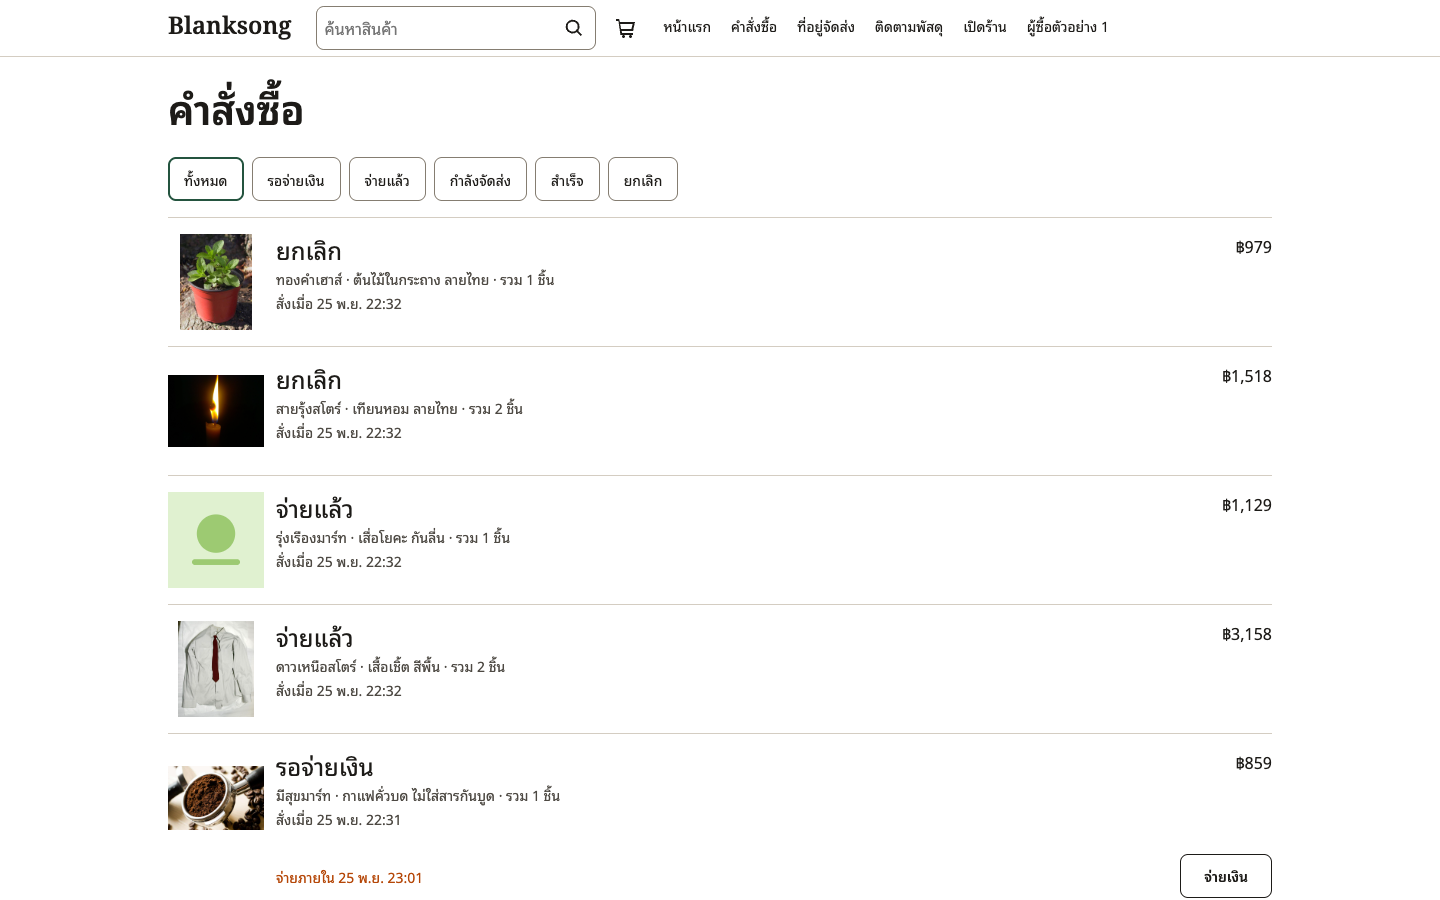 Blanksong
ค้นหาสินค้า
หน้าแรก
คำสั่งซื้อ
ที่อยู่จัดส่ง
ติดตามพัสดุ
เปิดร้าน
ผู้ซื้อตัวอย่าง 1
คำสั่งซื้อ
ทั้งหมด
รอจ่ายเงิน
จ่ายแล้ว
กำลังจัดส่ง
สำเร็จ
ยกเลิก
ยกเลิก
฿979
ทองคำเฮาส์ · ต้นไม้ในกระถาง ลายไทย · รวม 1 ชิ้น
สั่งเมื่อ 25 พ.ย. 22:32
ยกเลิก
฿1,518
สายรุ้งสโตร์ · เทียนหอม ลายไทย · รวม 2 ชิ้น
สั่งเมื่อ 25 พ.ย. 22:32
จ่ายแล้ว
฿1,129
รุ่งเรืองมาร์ท · เสื่อโยคะ กันลื่น · รวม 1 ชิ้น
สั่งเมื่อ 25 พ.ย. 22:32
จ่ายแล้ว
฿3,158
ดาวเหนือสโตร์ · เสื้อเชิ้ต สีพื้น · รวม 2 ชิ้น
สั่งเมื่อ 25 พ.ย. 22:32
รอจ่ายเงิน
฿859
มีสุขมาร์ท · กาแฟคั่วบด ไม่ใส่สารกันบูด · รวม 1 ชิ้น
สั่งเมื่อ 25 พ.ย. 22:31
จ่ายภายใน 25 พ.ย. 23:01
จ่ายเงิน